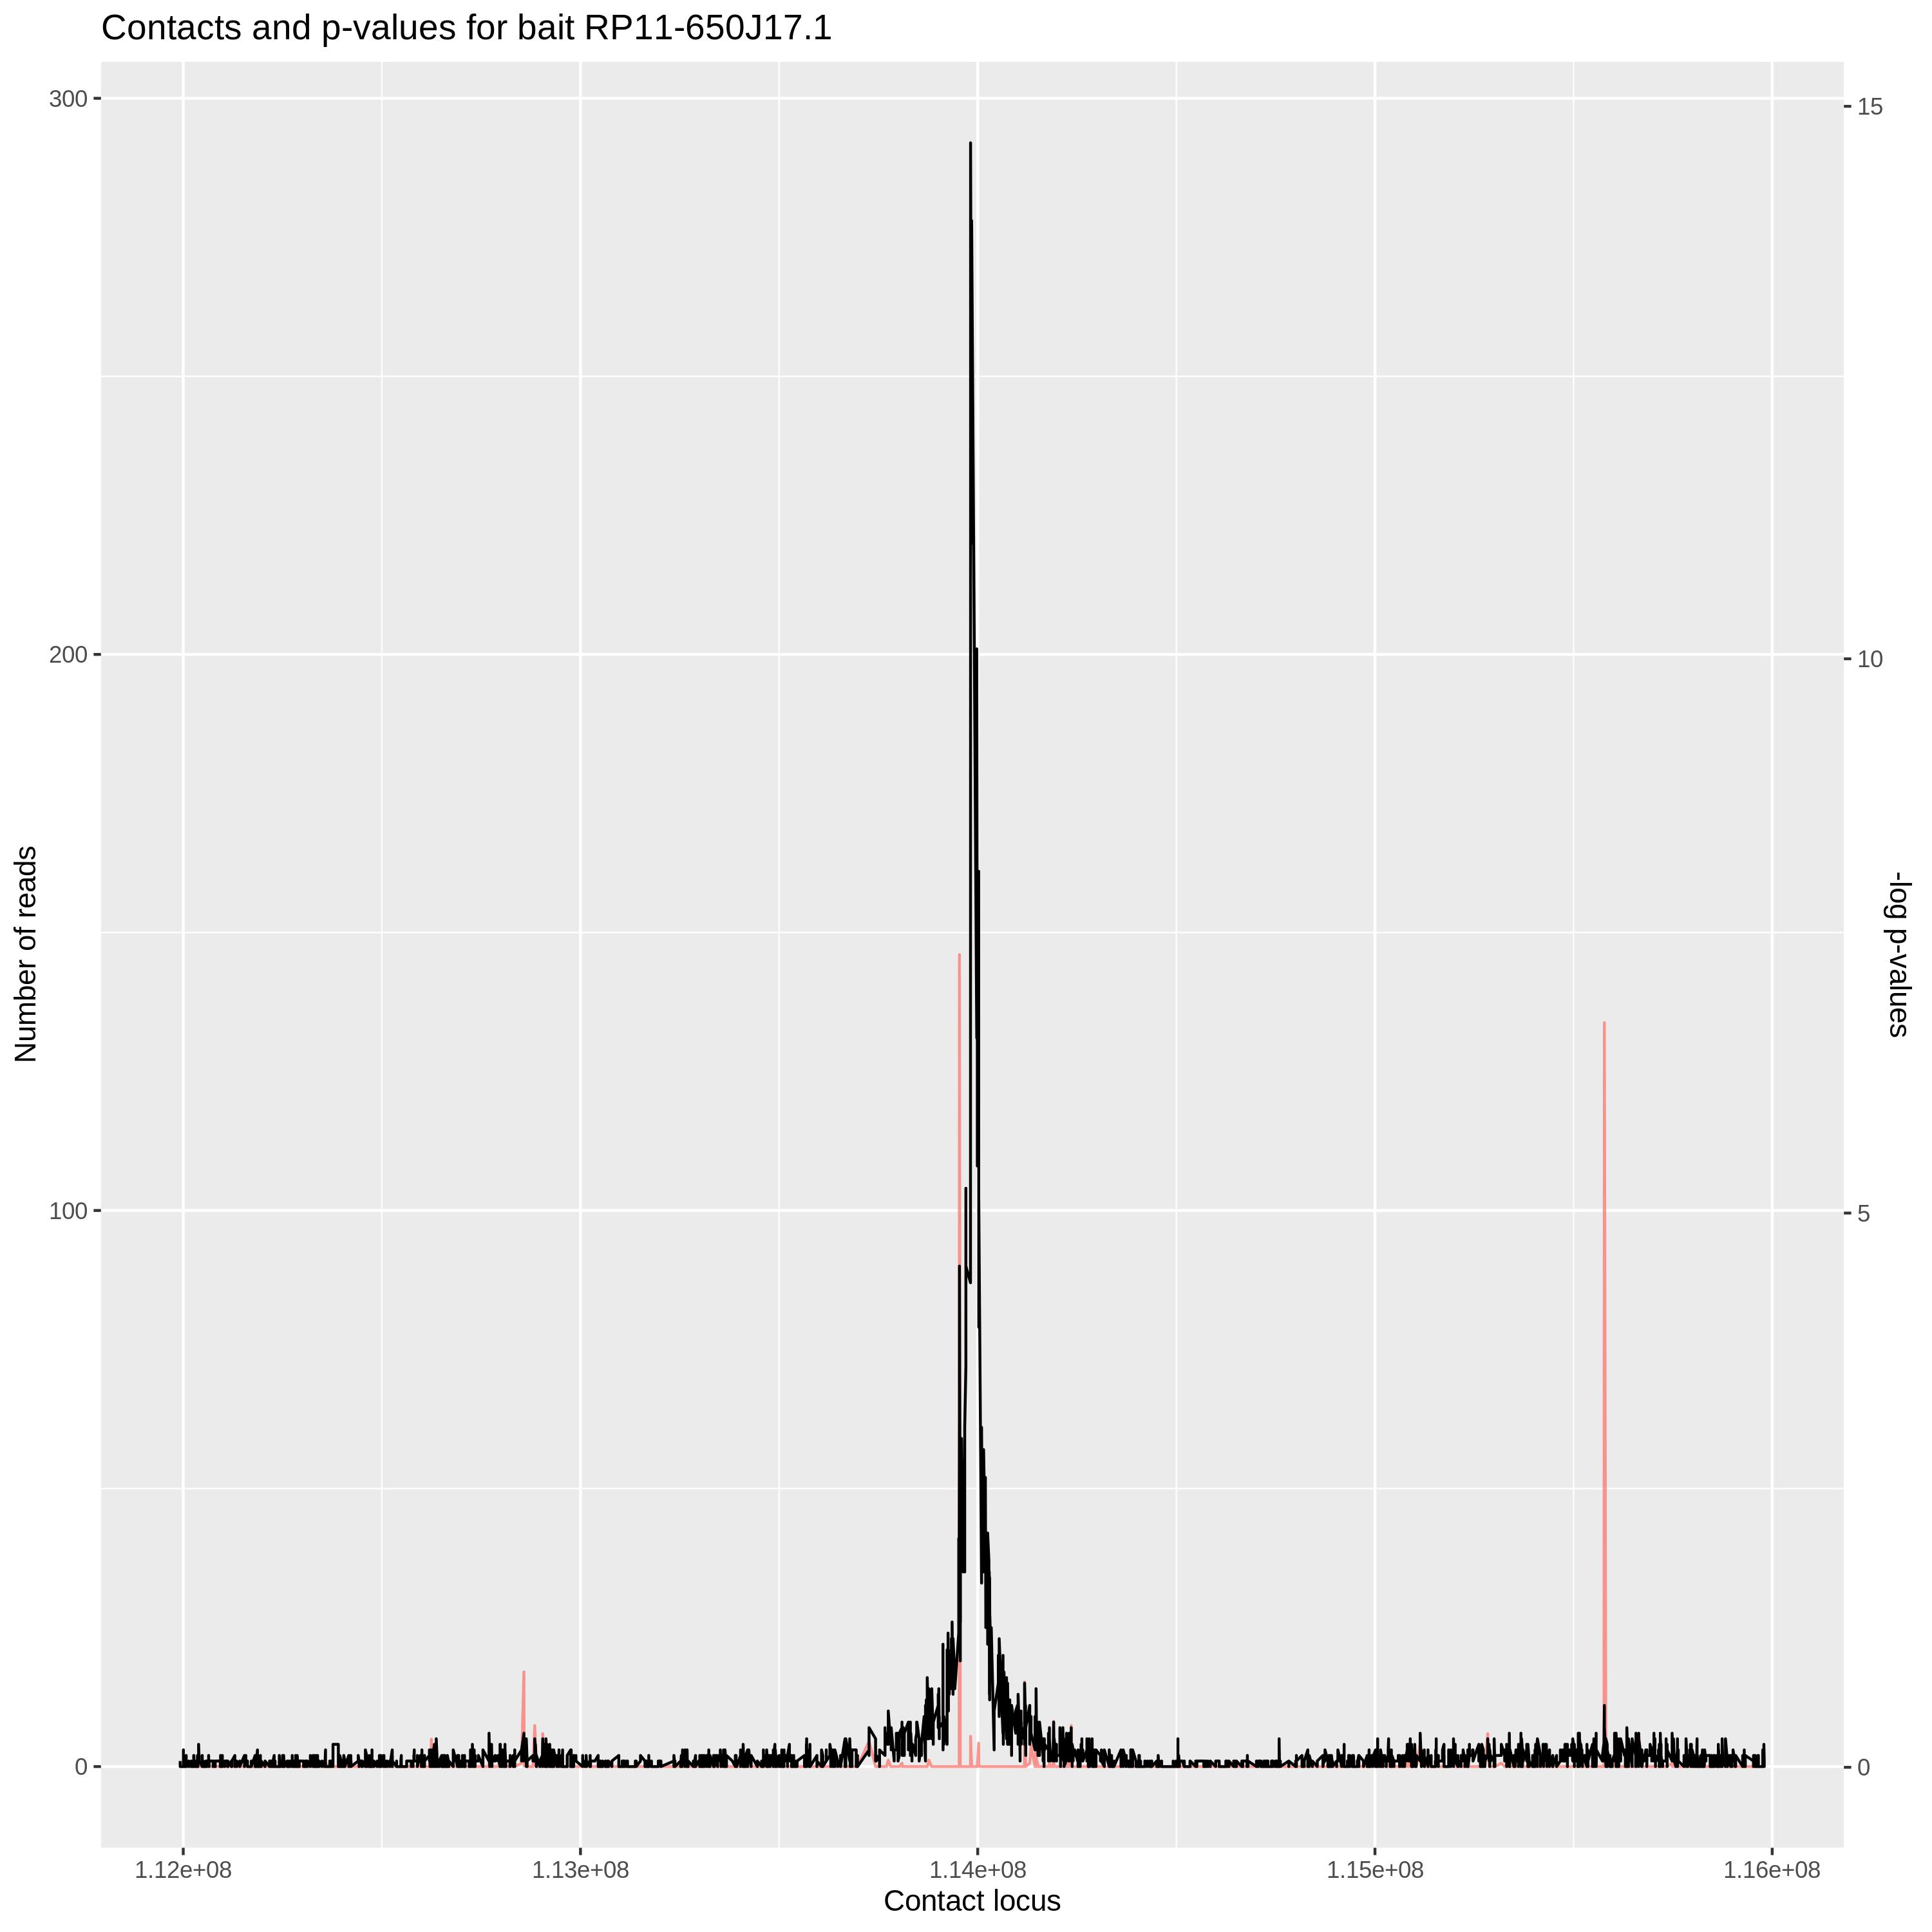 Contacts and p-values for bait RP11-650J17.1
300
200
100
0
Number of reads
15
10
5
0
-log p-values
1.12e+08
1.13e+08
1.14e+08
1.15e+08
1.16e+08
Contact locus